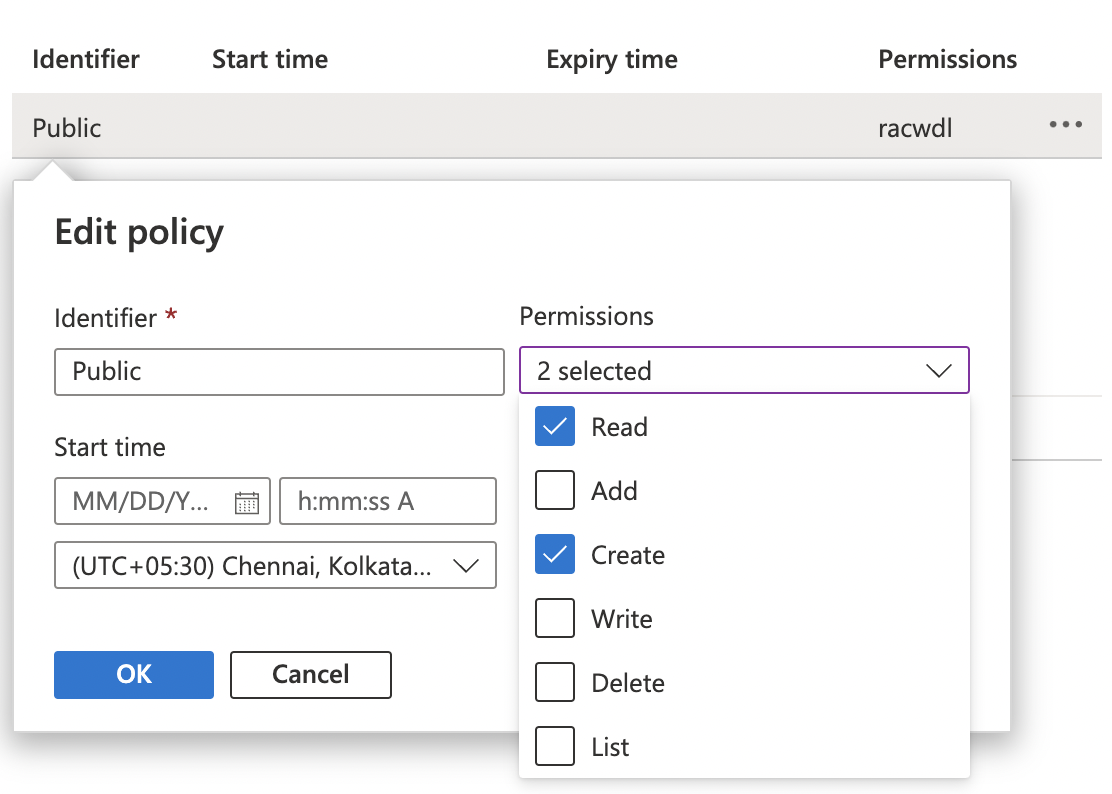 Identifier Start time Expiry time Permissions
Public racwdl
Edit policy
Identifier *
Public
Permissions
2 selected
Read
Add
Create
Write
Delete
List
Start time
MM/DD/Y... h:mm:ss A
(UTC+05:30) Chennai, Kolkata...
OK Cancel